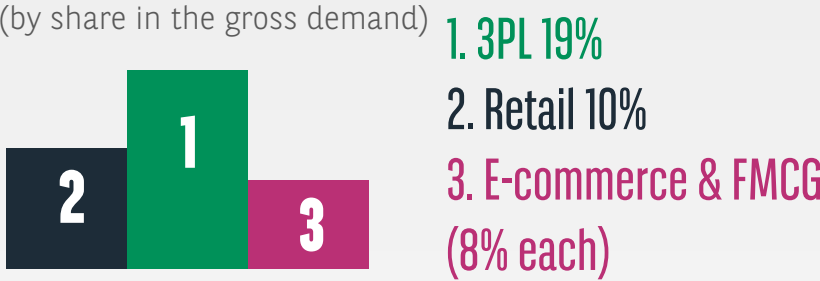 (by share in the gross demand)
1. 3PL 19%
2. Retail 10%
3. E-commerce & FMCG
(8% each)
2
1
3